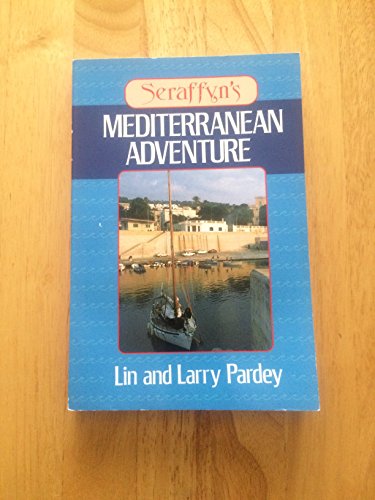 Seraffyn's
MEDITERRANEAN
ADVENTURE
Lin and Larry Pardey